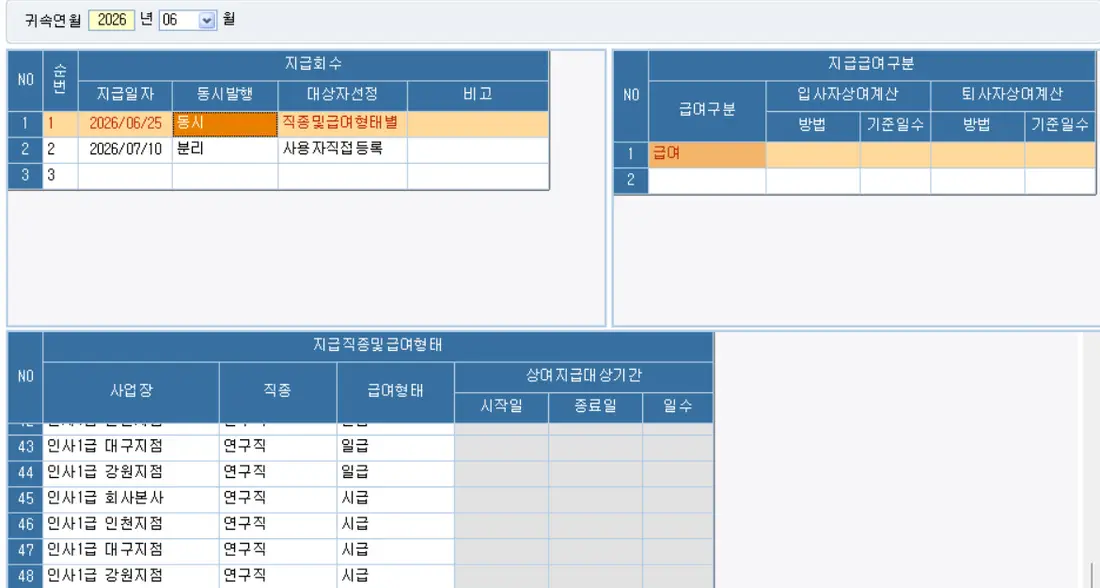 귀속연월 2026 년 06 월
NO 순번 지급회수
지급일자 동시발행 대상자선정 비고
1 1 2026/06/25 동시 직종및급여형태별
2 2 2026/07/10 분리 사용자직접등록
3 3
NO 지급급여구분
급여구분 입사자상여계산 퇴사자상여계산
방법 기준일수 방법 기준일수
1 급여
2
NO 지급직종및급여형태
사업장 직종 급여형태 상여지급대상기간
시작일 종료일 일수
43 인사1급 대구지점 연구직 일급
44 인사1급 강원지점 연구직 일급
45 인사1급 회사본사 연구직 시급
46 인사1급 인천지점 연구직 시급
47 인사1급 대구지점 연구직 시급
48 인사1급 강원지점 연구직 시급